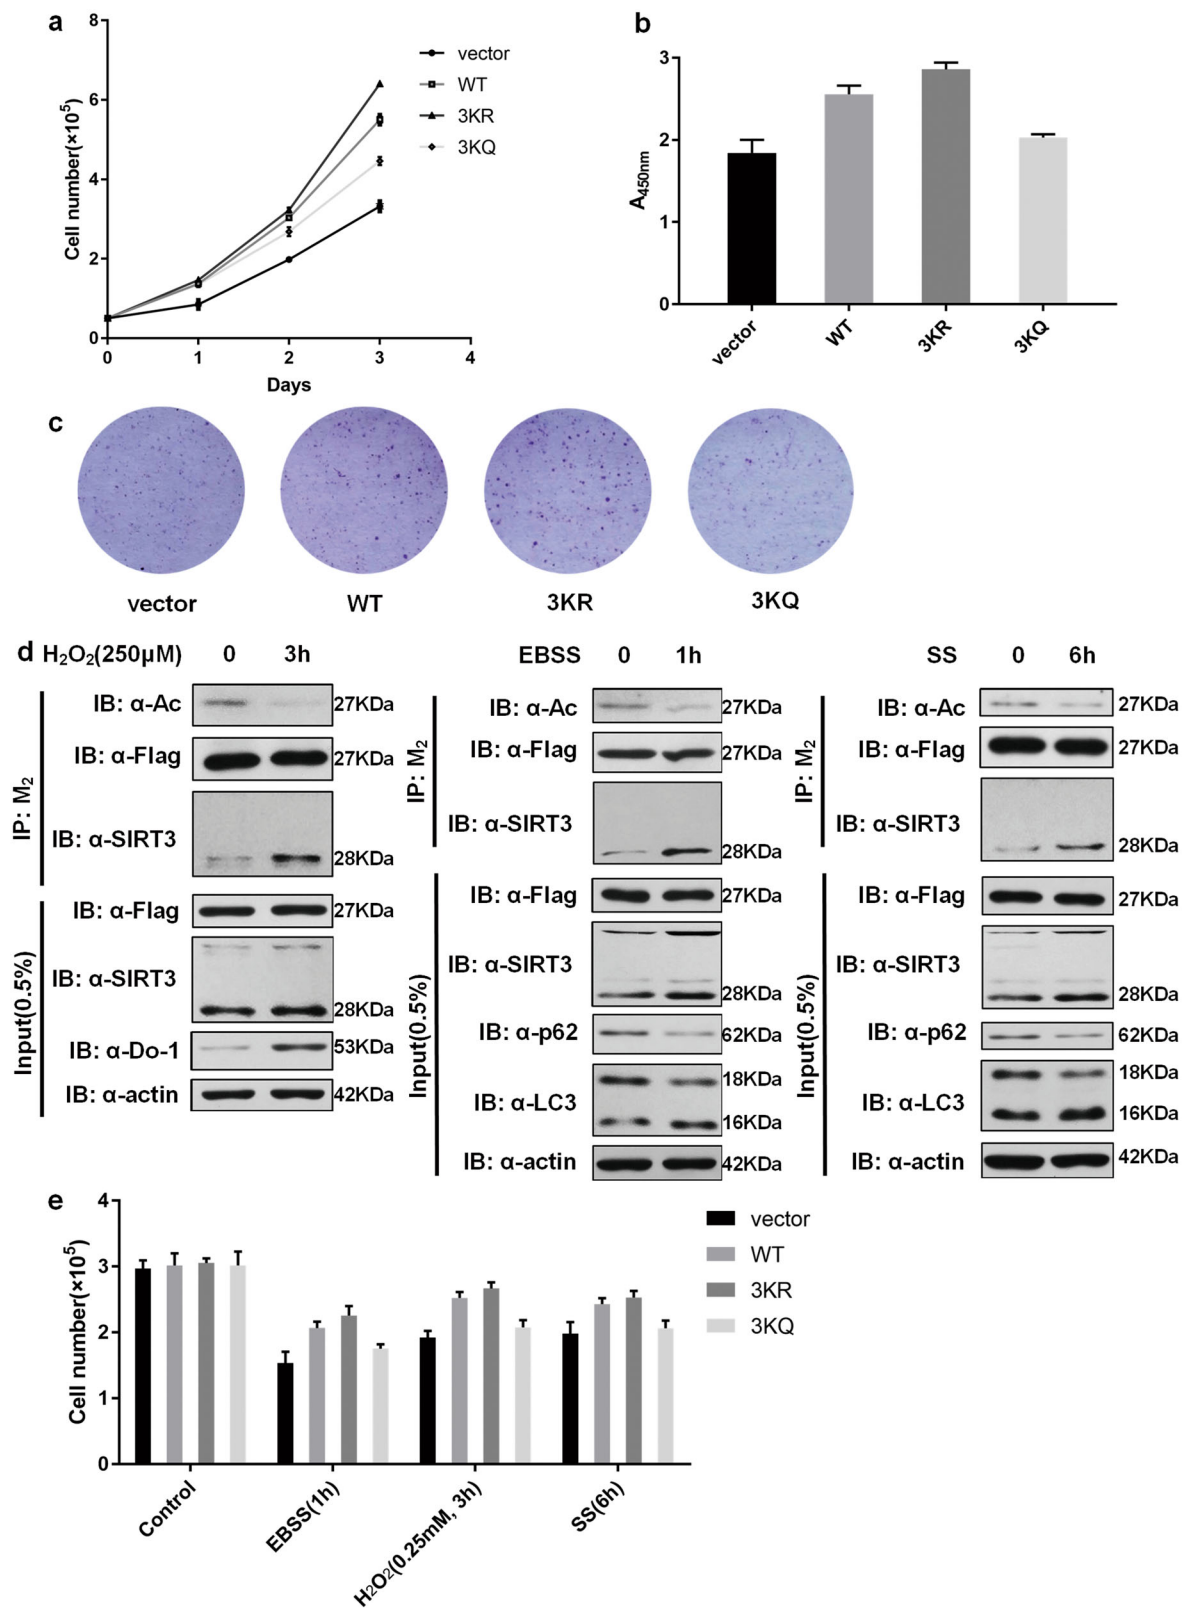 a
8
6
4
2
0
Cell number(×10⁵)
0 1 2 3 4
Days
vector
WT
3KR
3KQ
b
3
2
1
0
A450nm
vector WT 3KR 3KQ
c
vector WT 3KR 3KQ
d
H₂O₂(250μM) 0 3h
IP: M₂
IB: α-Ac 27KDa
IB: α-Flag 27KDa
IB: α-SIRT3 28KDa
Input(0.5%)
IB: α-Flag 27KDa
IB: α-SIRT3 28KDa
IB: α-Do-1 53KDa
IB: α-actin 42KDa
EBSS 0 1h
IP: M₂
IB: α-Ac 27KDa
IB: α-Flag 27KDa
IB: α-SIRT3 28KDa
Input(0.5%)
IB: α-Flag 27KDa
IB: α-SIRT3 28KDa
IB: α-p62 62KDa
18KDa
IB: α-LC3
16KDa
IB: α-actin 42KDa
SS 0 6h
IP: M₂
IB: α-Ac 27KDa
IB: α-Flag 27KDa
IB: α-SIRT3 28KDa
Input(0.5%)
IB: α-Flag 27KDa
IB: α-SIRT3 28KDa
IB: α-p62 62KDa
18KDa
IB: α-LC3
16KDa
IB: α-actin 42KDa
e
4
3
2
1
0
Cell number(×10⁵)
Control EBSS(1h) H₂O₂(0.25mM, 3h) SS(6h)
vector
WT
3KR
3KQ